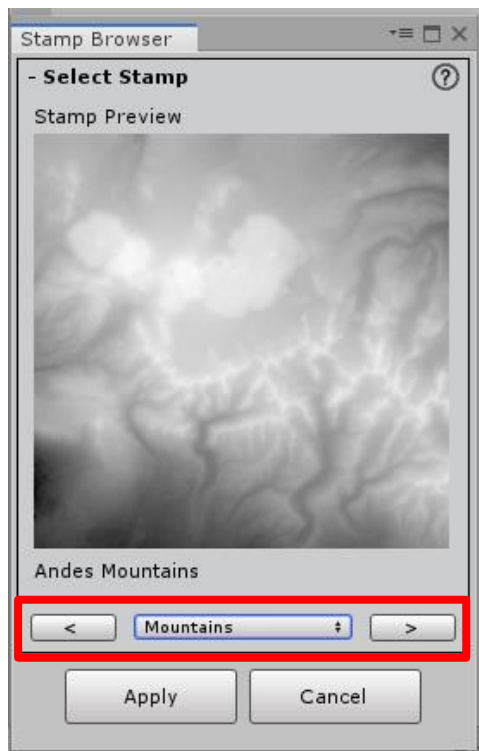 Stamp Browser
- Select Stamp
Stamp Preview
Andes Mountains
< Mountains >
Apply Cancel